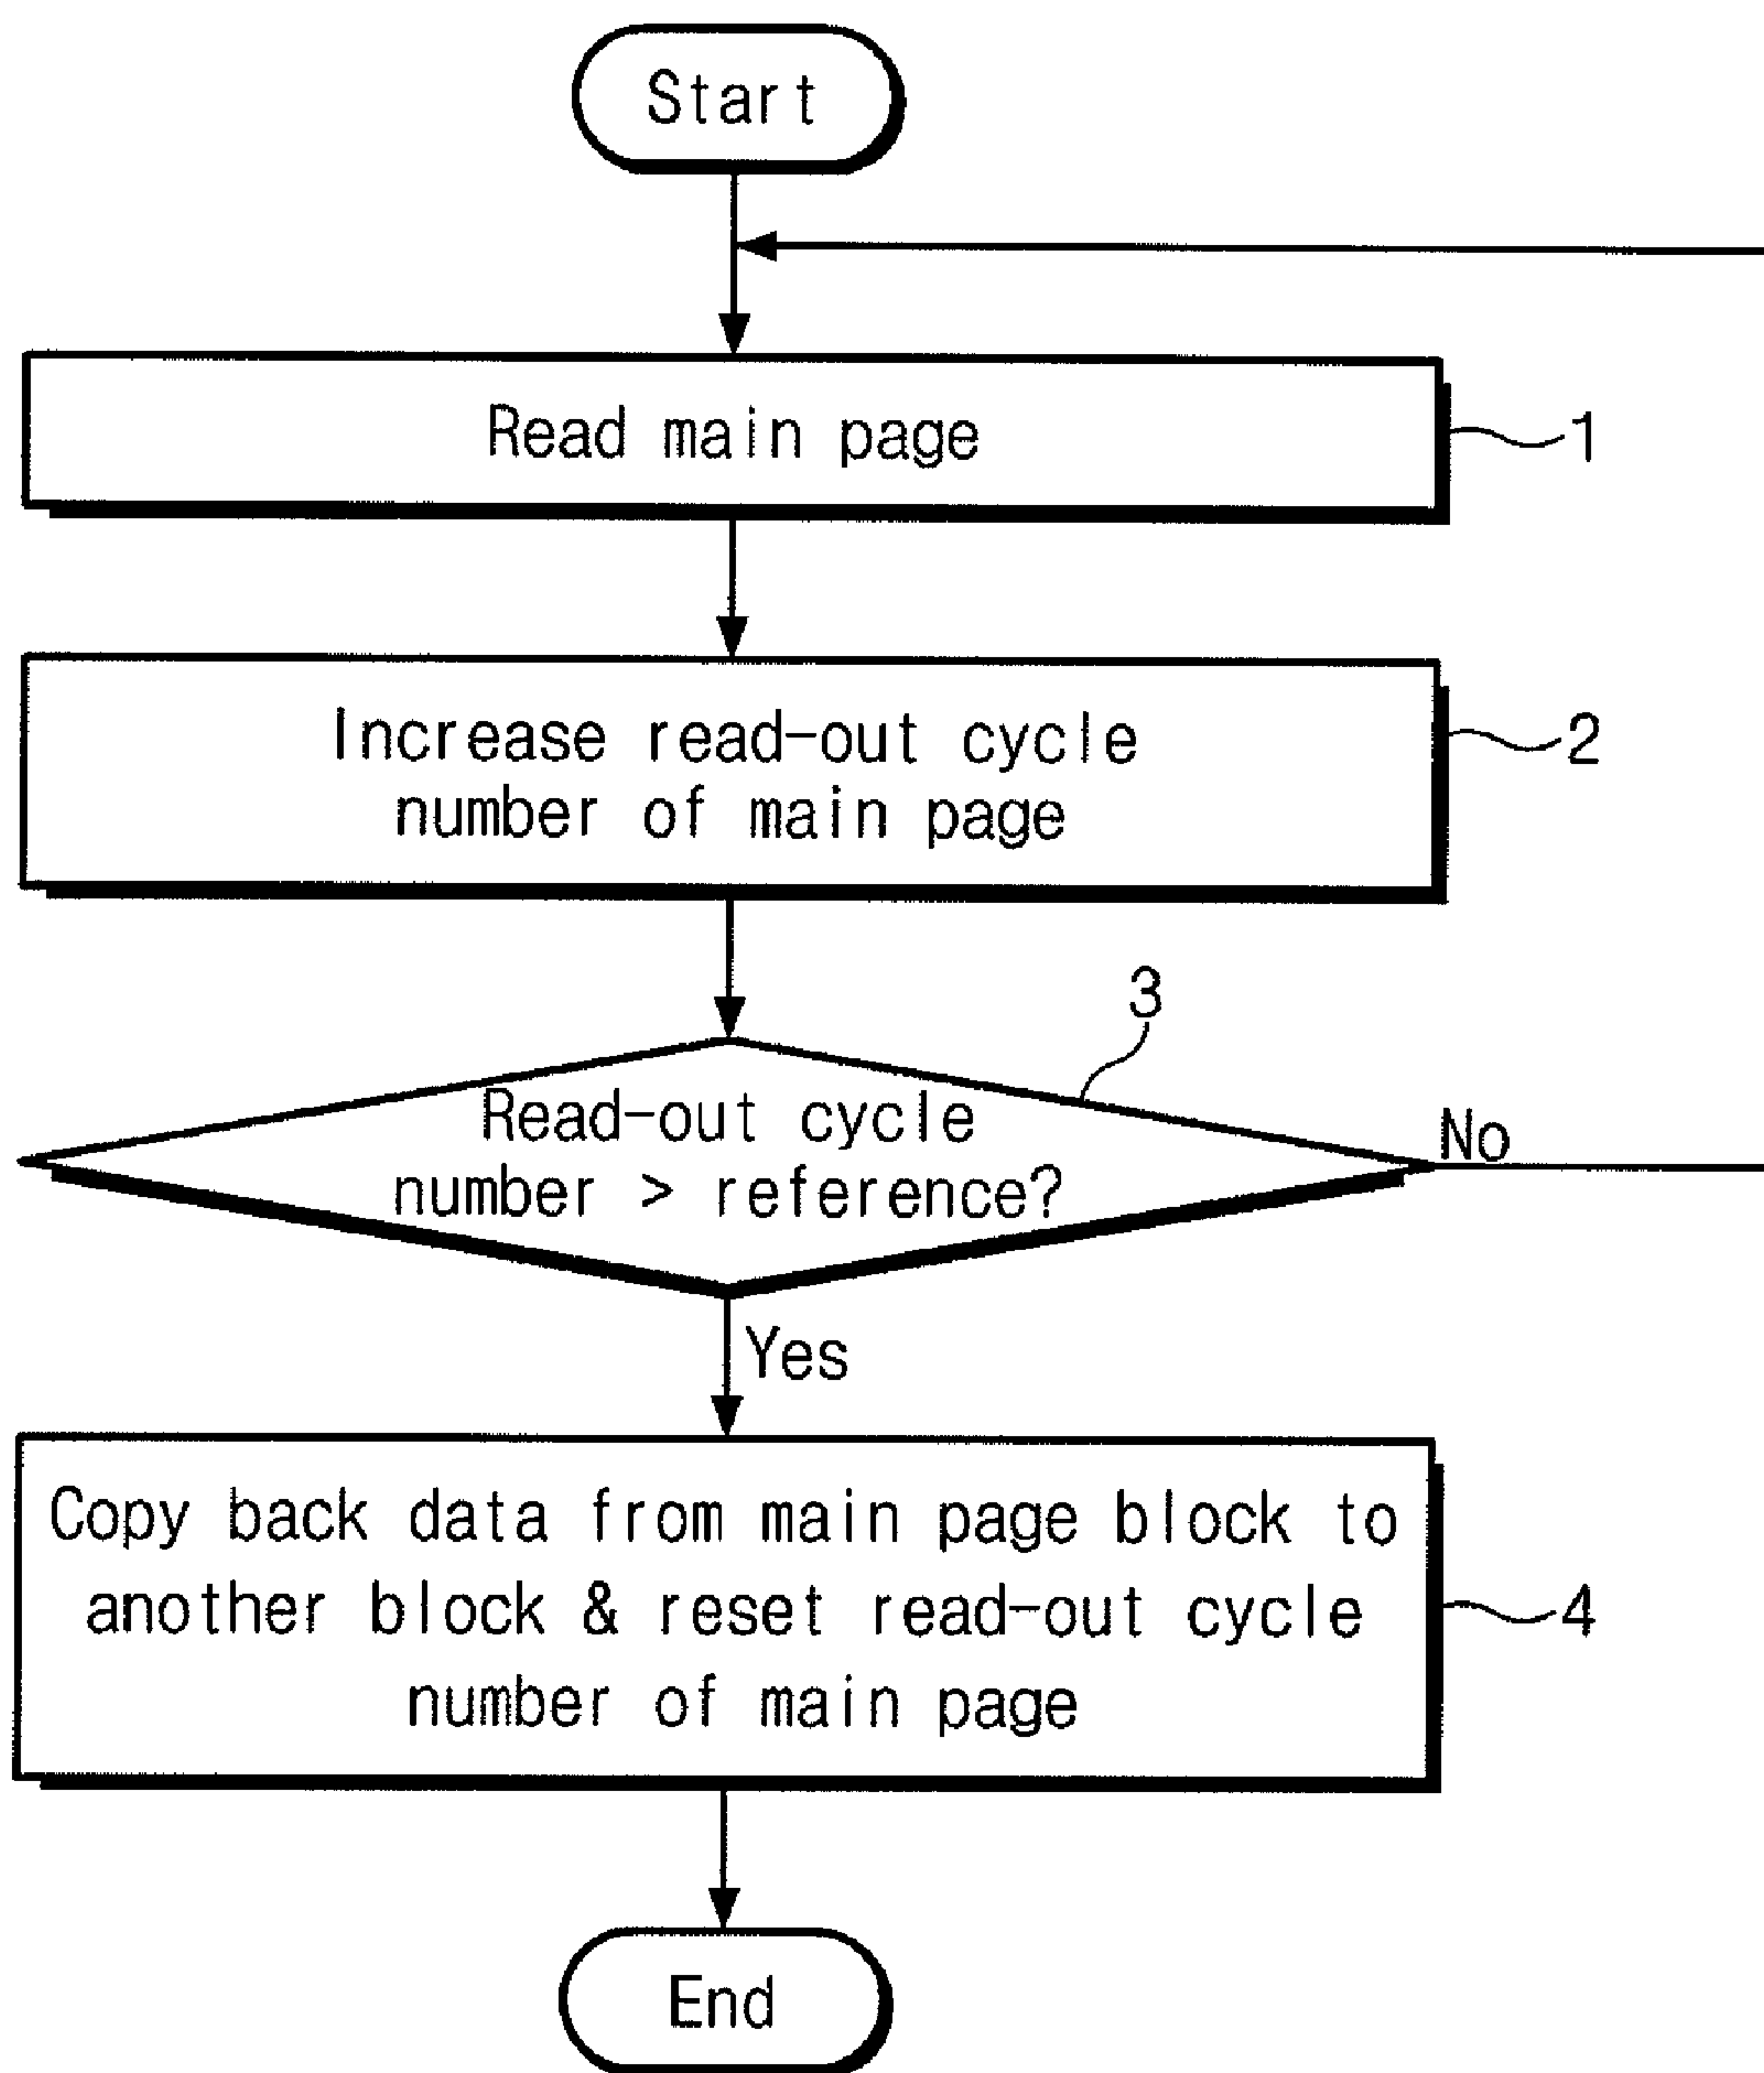 Start
Read main page
1
Increase read-out cycle
number of main page
2
3
Read-out cycle
number > reference?
No
Yes
Copy back data from main page block to
another block & reset read-out cycle
number of main page
4
End